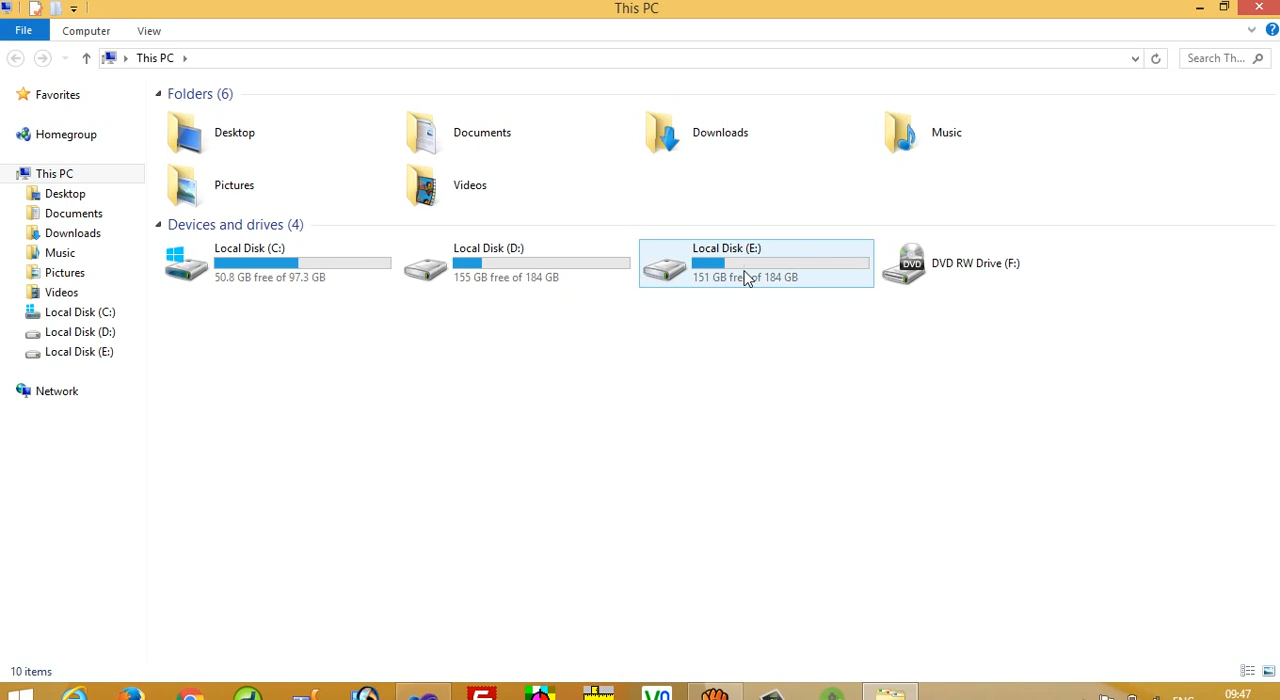 This PC
File Computer View
This PC Search Th...
Favorites
Homegroup
This PC
Desktop
Documents
Downloads
Music
Pictures
Videos
Local Disk (C:)
Local Disk (D:)
Local Disk (E:)
Network
Folders (6)
Desktop Documents Downloads Music
Pictures Videos
Devices and drives (4)
Local Disk (C:)
50.8 GB free of 97.3 GB
Local Disk (D:)
155 GB free of 184 GB
Local Disk (E:)
151 GB free of 184 GB
DVD
DVD RW Drive (F:)
10 items
ENG 09:47